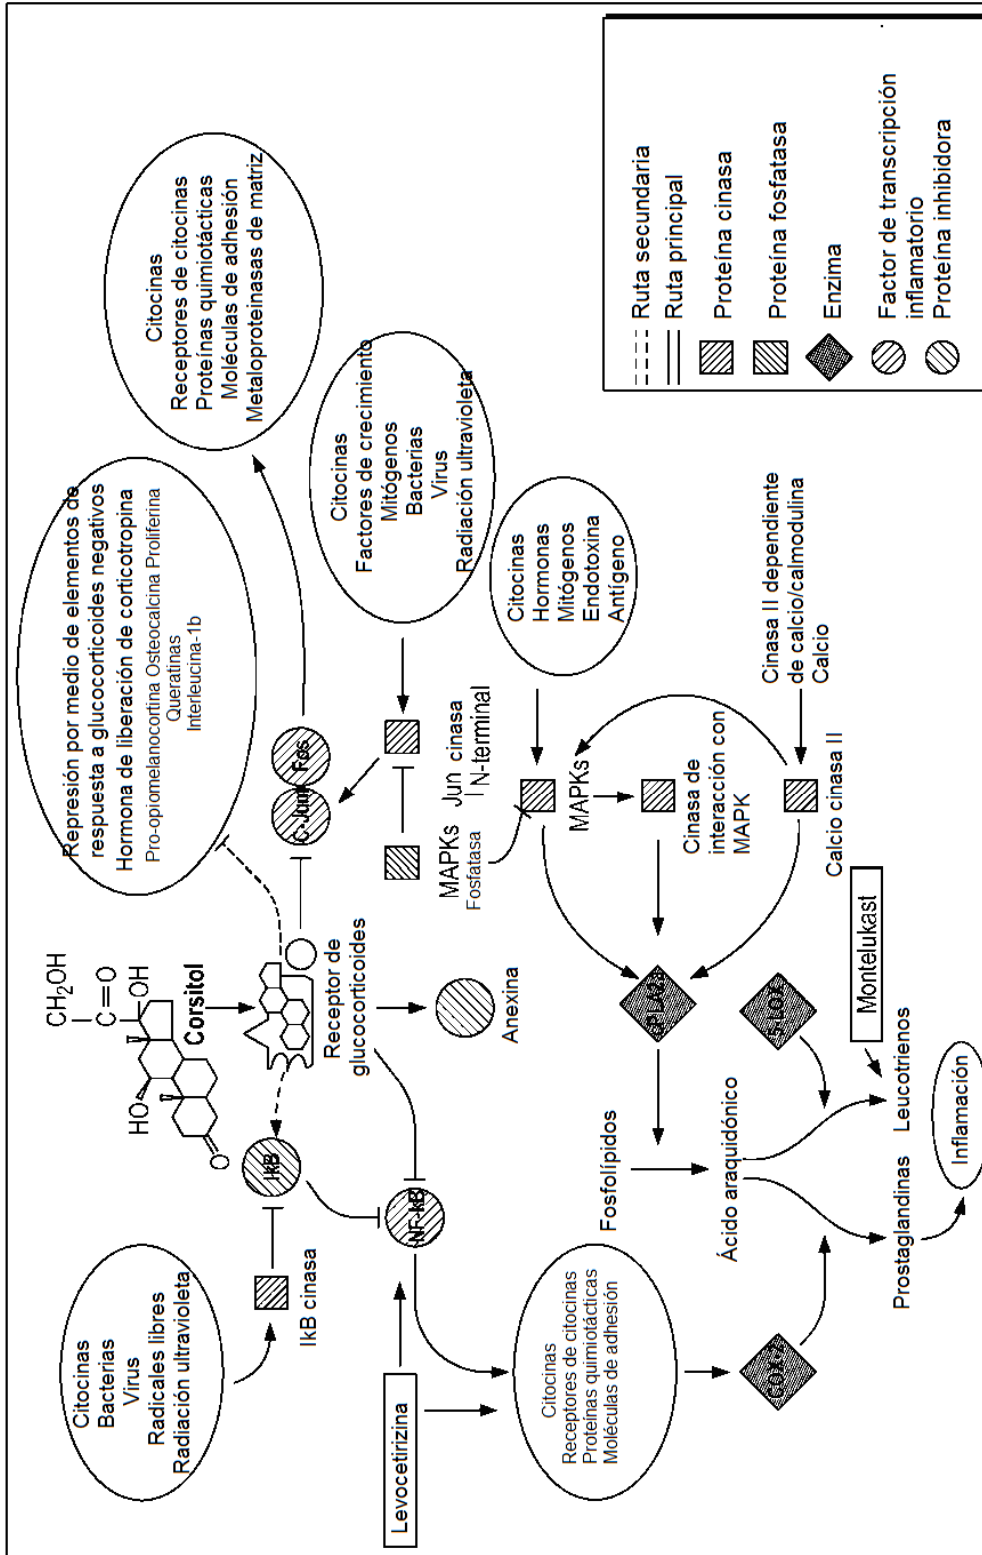 Citocinas
Bacterias
Virus
Radicales libres
Radiación ultravioleta
IkB cinasa
IkB
HO
O
CH₂OH
C=O
OH
Corsitol
Receptor de
glucocorticoides
Represión por medio de elementos de
respuesta a glucocorticoides negativos
Hormona de liberación de corticotropina
Pro-opiomelanocortina Osteocalcina Proliferina
Queratinas
Interleucina-1b
Citocinas
Receptores de citocinas
Proteínas quimiotácticas
Moléculas de adhesión
Metaloproteinasas de matriz
Levocetirizina
NF-kB
Anexina
C-Jun
Fos
MAPKs
Fosfatasa
Jun cinasa
N-terminal
Citocinas
Factores de crecimiento
Mitógenos
Bacterias
Virus
Radiación ultravioleta
Citocinas
Receptores de citocinas
Proteínas quimiotácticas
Moléculas de adhesión
Fosfolípidos
cPLA2a
MAPKs
Citocinas
Hormonas
Mitógenos
Endotoxina
Antígeno
Cinasa de
interacción con
MAPK
COX-2
Ácido araquidónico
5-LOX
Calcio cinasa II
Cinasa II dependiente
de calcio/calmodulina
Calcio
Montelukast
Prostaglandinas
Leucotrienos
Inflamación
Ruta secundaria
Ruta principal
Proteína cinasa
Proteína fosfatasa
Enzima
Factor de transcripción
inflamatorio
Proteína inhibidora